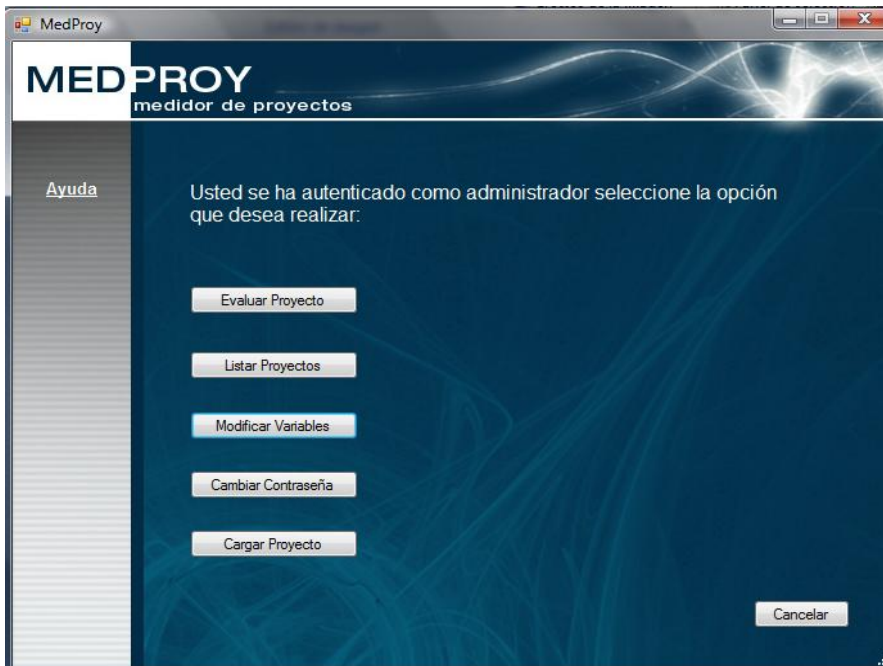 MedProy
MEDPROY
medidor de proyectos
Ayuda
Usted se ha autenticado como administrador seleccione la opción
que desea realizar:
Evaluar Proyecto
Listar Proyectos
Modificar Variables
Cambiar Contraseña
Cargar Proyecto
Cancelar